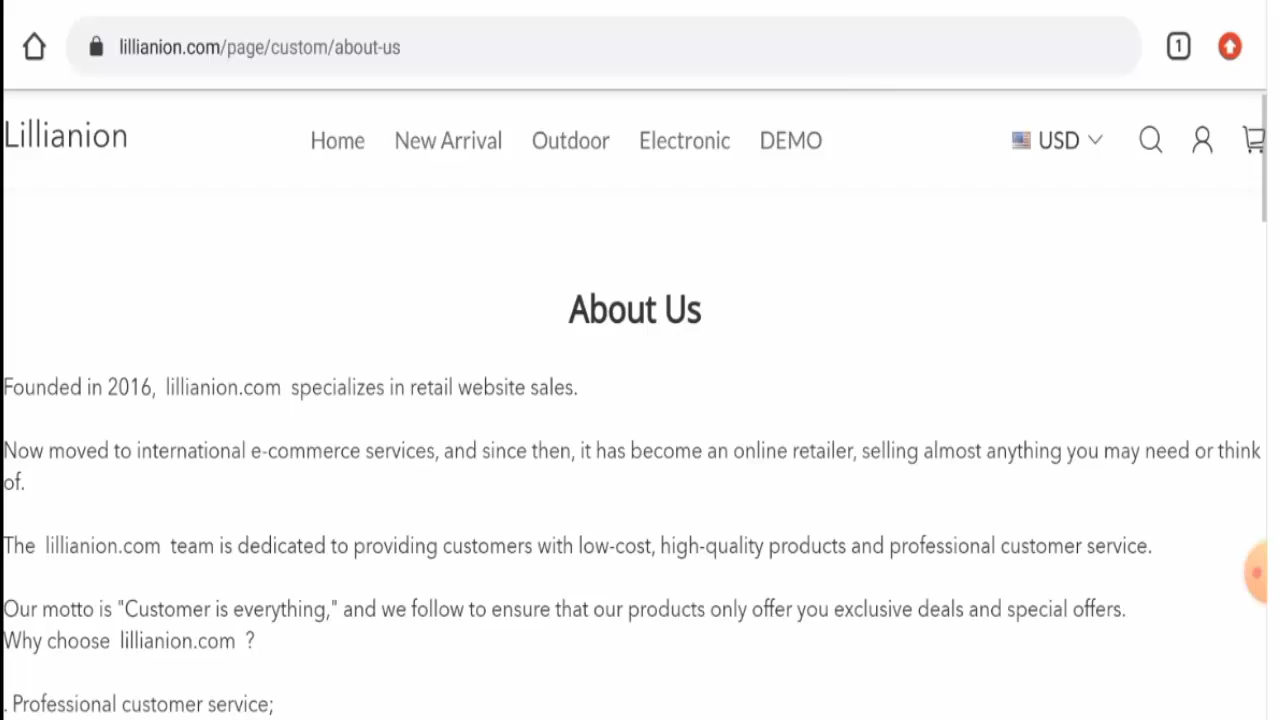 1
lillianion.com/page/custom/about-us
Lillianion
Home New Arrival Outdoor Electronic DEMO
USD
About Us
Founded in 2016, lillianion.com specializes in retail website sales.
Now moved to international e-commerce services, and since then, it has become an online retailer, selling almost anything you may need or think
of.
The lillianion.com team is dedicated to providing customers with low-cost, high-quality products and professional customer service.
Our motto is "Customer is everything," and we follow to ensure that our products only offer you exclusive deals and special offers.
Why choose lillianion.com ?
. Professional customer service;